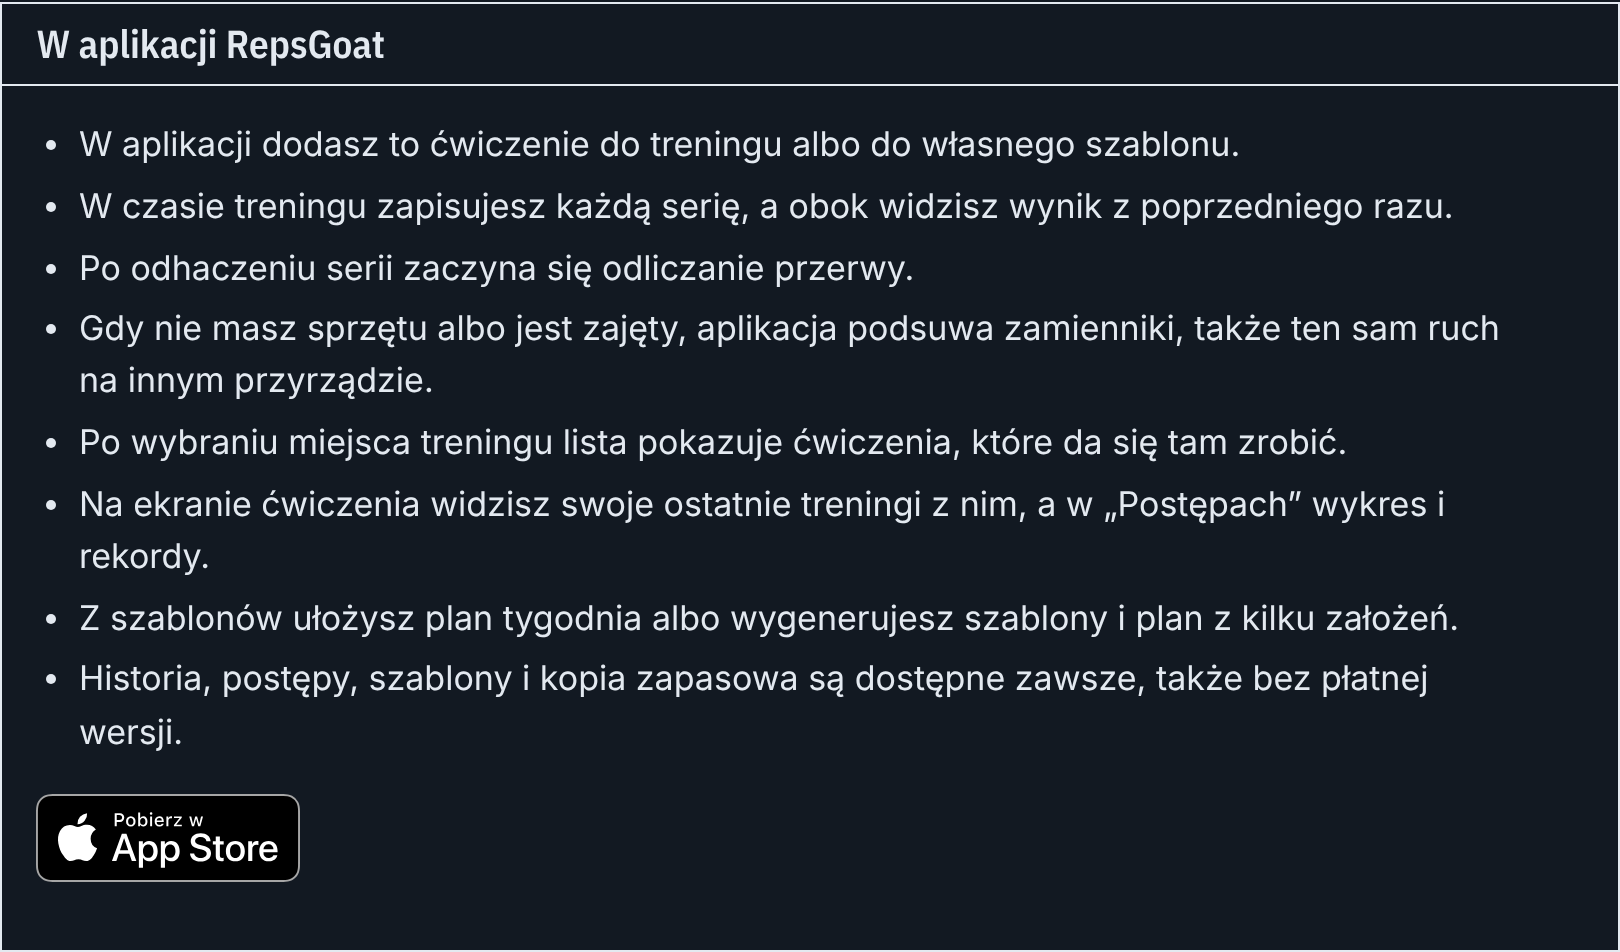 W aplikacji RepsGoat
• W aplikacji dodasz to ćwiczenie do treningu albo do własnego szablonu.
• W czasie treningu zapisujesz każdą serię, a obok widzisz wynik z poprzedniego razu.
• Po odhaczeniu serii zaczyna się odliczanie przerwy.
• Gdy nie masz sprzętu albo jest zajęty, aplikacja podsuwa zamienniki, także ten sam ruch
na innym przyrządzie.
• Po wybraniu miejsca treningu lista pokazuje ćwiczenia, które da się tam zrobić.
• Na ekranie ćwiczenia widzisz swoje ostatnie treningi z nim, a w „Postępach” wykres i
rekordy.
• Z szablonów ułożysz plan tygodnia albo wygenerujesz szablony i plan z kilku założeń.
• Historia, postępy, szablony i kopia zapasowa są dostępne zawsze, także bez płatnej
wersji.
Pobierz w
App Store